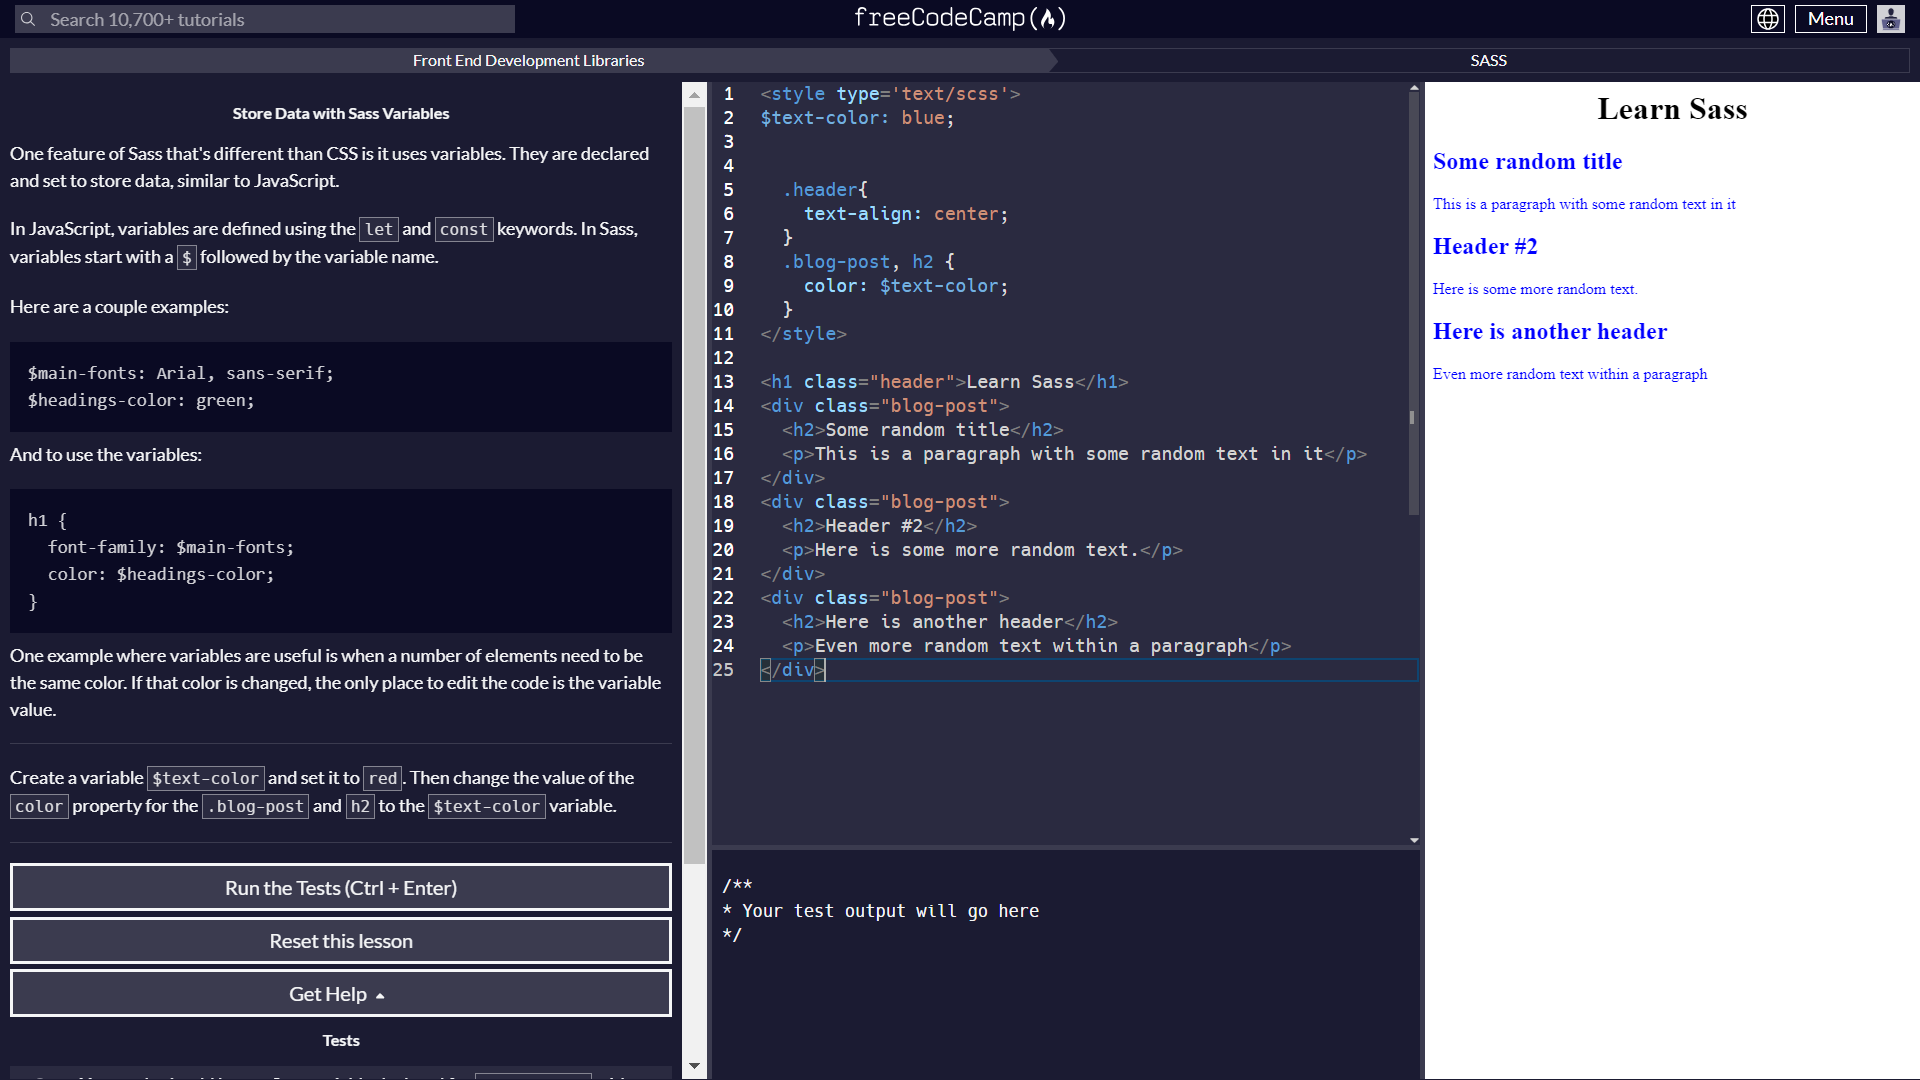 Search 10,700+ tutorials
freeCodeCamp
Menu
Front End Development Libraries
SASS
Store Data with Sass Variables
One feature of Sass that's different than CSS is it uses variables. They are declared
and set to store data, similar to JavaScript.
In JavaScript, variables are defined using the let and const keywords. In Sass,
variables start with a $ followed by the variable name.
Here are a couple examples:
$main-fonts: Arial, sans-serif;
$headings-color: green;
And to use the variables:
h1 {
font-family: $main-fonts;
color: $headings-color;
}
One example where variables are useful is when a number of elements need to be
the same color. If that color is changed, the only place to edit the code is the variable
value.
Create a variable $text-color and set it to red. Then change the value of the
color property for the .blog-post and h2 to the $text-color variable.
Run the Tests (Ctrl + Enter)
Reset this lesson
Get Help
Tests
1 <style type='text/scss'>
2 $text-color: blue;
3
4
5 .header{
6 text-align: center;
7 }
8 .blog-post, h2 {
9 color: $text-color;
10 }
11 </style>
12
13 <h1 class="header">Learn Sass</h1>
14 <div class="blog-post">
15 <h2>Some random title</h2>
16 <p>This is a paragraph with some random text in it</p>
17 </div>
18 <div class="blog-post">
19 <h2>Header #2</h2>
20 <p>Here is some more random text.</p>
21 </div>
22 <div class="blog-post">
23 <h2>Here is another header</h2>
24 <p>Even more random text within a paragraph</p>
25 </div>
/**
* Your test output will go here
*/
Learn Sass
Some random title
This is a paragraph with some random text in it
Header #2
Here is some more random text.
Here is another header
Even more random text within a paragraph